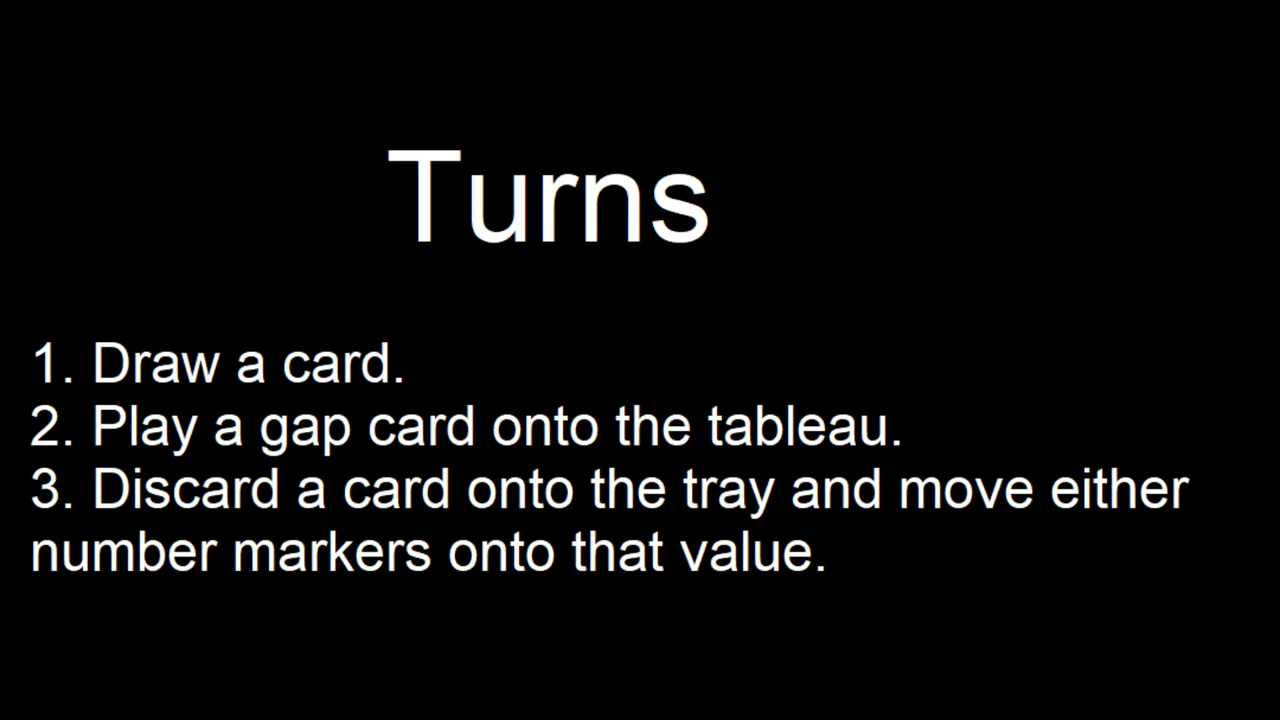 Turns
1. Draw a card.
2. Play a gap card onto the tableau.
3. Discard a card onto the tray and move either
number markers onto that value.